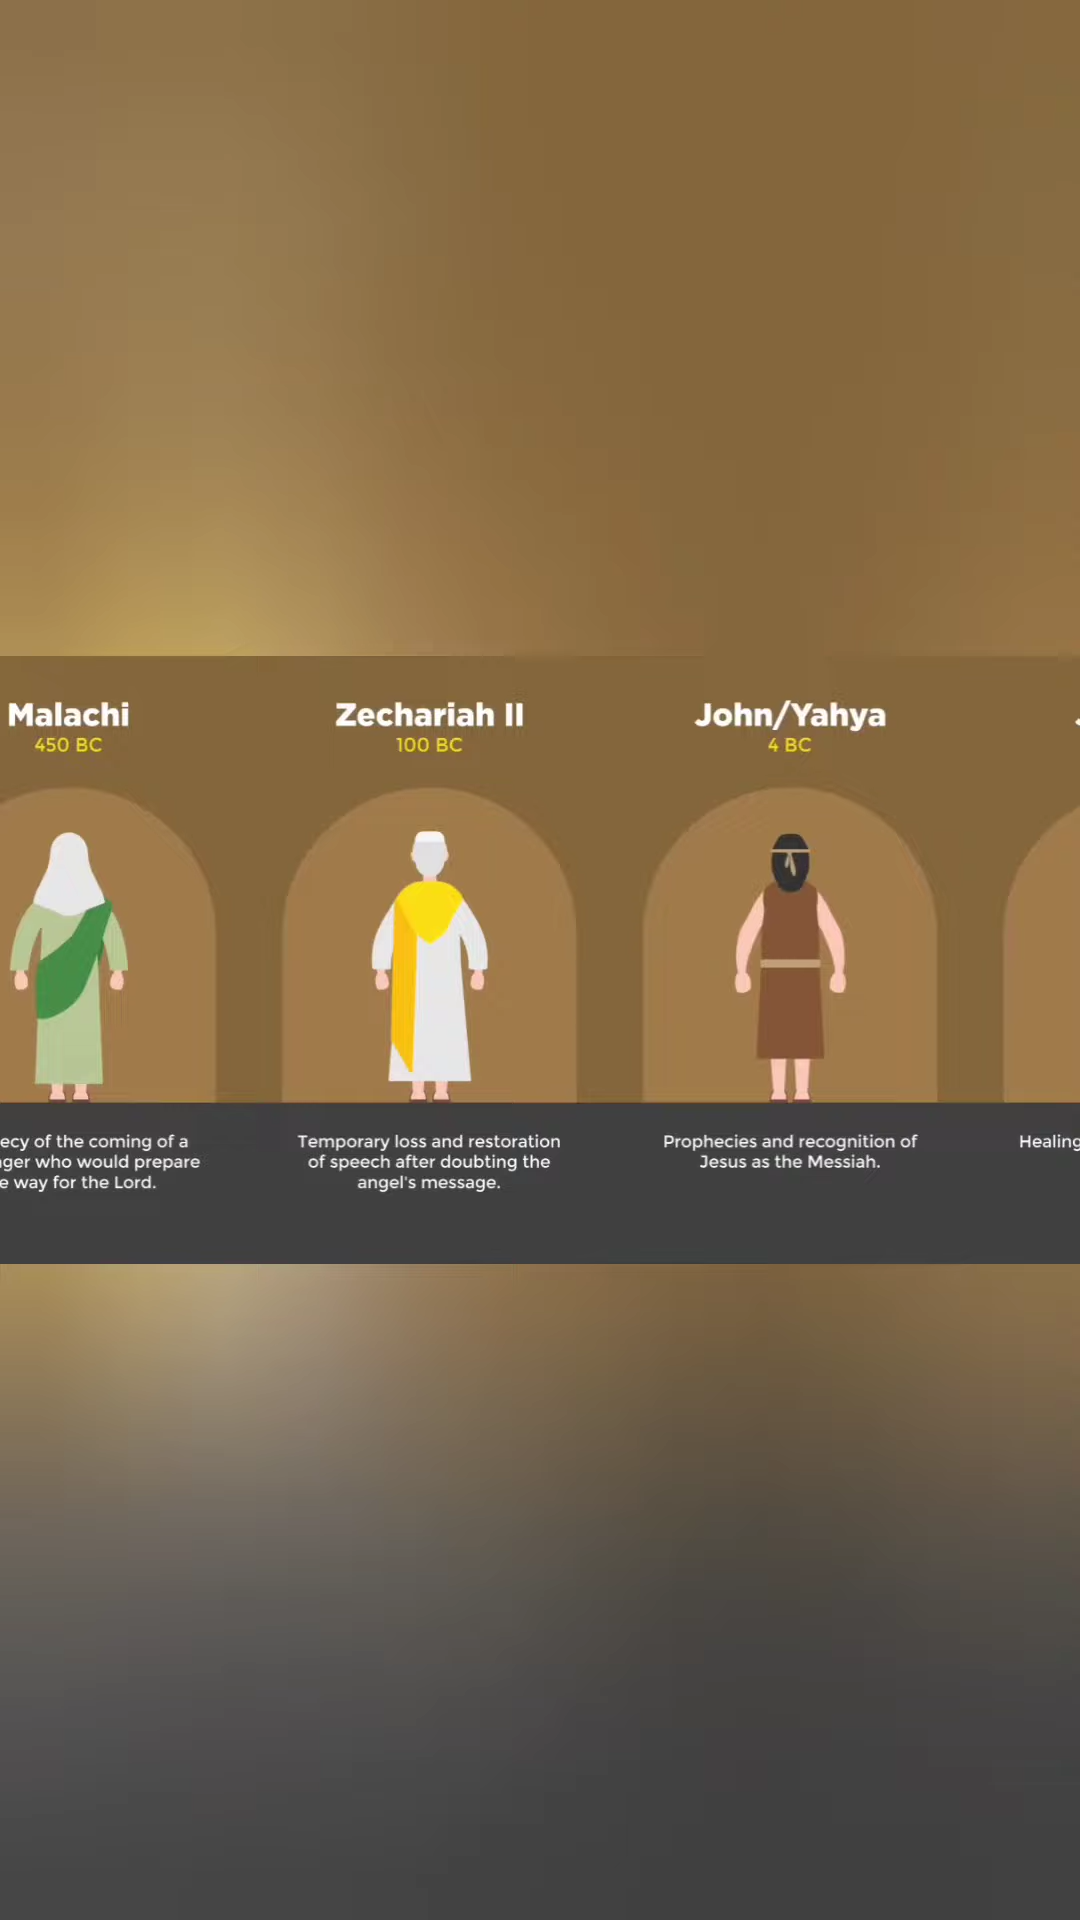 Malachi
450 BC
ecy of the coming of a
ger who would prepare
e way for the Lord.
Zechariah II
100 BC
Temporary loss and restoration
of speech after doubting the
angel's message.
John/Yahya
4 BC
Prophecies and recognition of
Jesus as the Messiah.
Healing